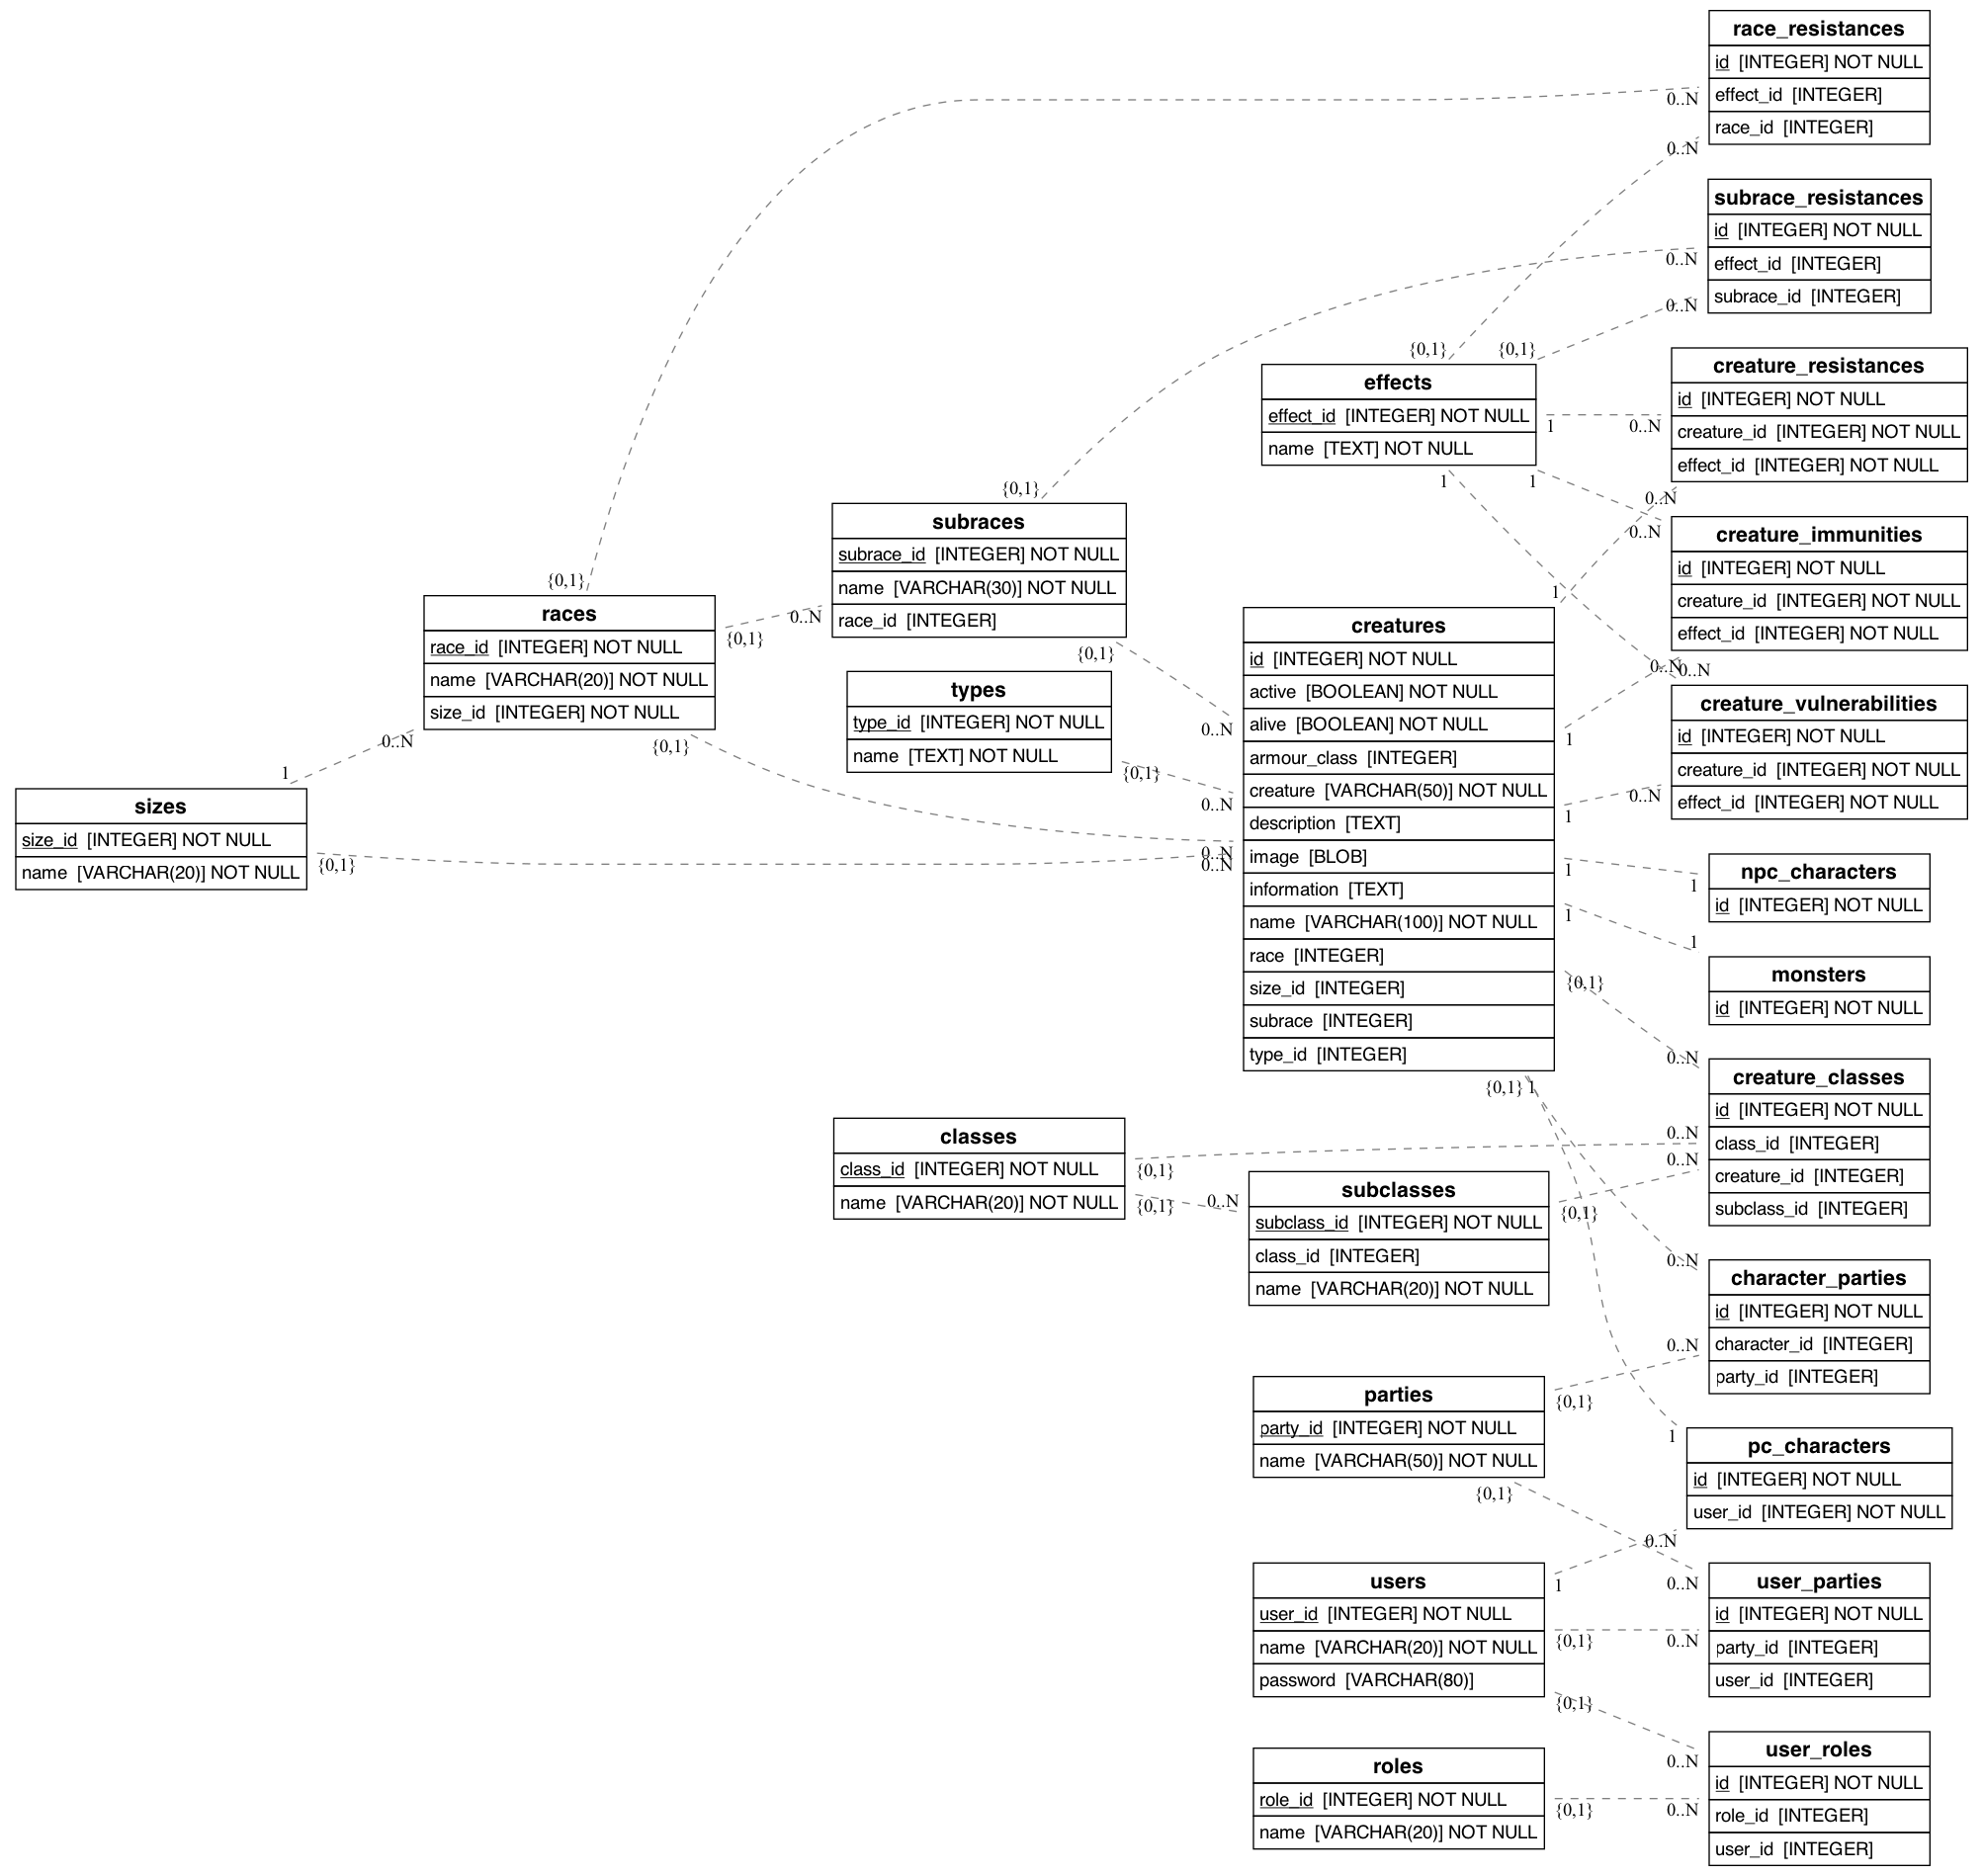 race_resistances
id [INTEGER] NOT NULL
effect_id [INTEGER]
race_id [INTEGER]
0..N
0..N
subrace_resistances
id [INTEGER] NOT NULL
effect_id [INTEGER]
subrace_id [INTEGER]
0..N
0..N
{0,1}
{0,1}
effects
effect_id [INTEGER] NOT NULL
name [TEXT] NOT NULL
1
0..N
1
1
creature_resistances
id [INTEGER] NOT NULL
creature_id [INTEGER] NOT NULL
effect_id [INTEGER] NOT NULL
0..N
0..N
creature_immunities
id [INTEGER] NOT NULL
creature_id [INTEGER] NOT NULL
effect_id [INTEGER] NOT NULL
0..N
0..N
creature_vulnerabilities
id [INTEGER] NOT NULL
creature_id [INTEGER] NOT NULL
effect_id [INTEGER] NOT NULL
0..N
{0,1}
subraces
subrace_id [INTEGER] NOT NULL
name [VARCHAR(30)] NOT NULL
race_id [INTEGER]
{0,1}
{0,1}
races
race_id [INTEGER] NOT NULL
name [VARCHAR(20)] NOT NULL
size_id [INTEGER] NOT NULL
{0,1}
0..N
{0,1}
0..N
1
types
type_id [INTEGER] NOT NULL
name [TEXT] NOT NULL
{0,1}
sizes
size_id [INTEGER] NOT NULL
name [VARCHAR(20)] NOT NULL
{0,1}
0..N
0..N
0..N
0..N
1
creatures
id [INTEGER] NOT NULL
active [BOOLEAN] NOT NULL
alive [BOOLEAN] NOT NULL
armour_class [INTEGER]
creature [VARCHAR(50)] NOT NULL
description [TEXT]
image [BLOB]
information [TEXT]
name [VARCHAR(100)] NOT NULL
race [INTEGER]
size_id [INTEGER]
subrace [INTEGER]
type_id [INTEGER]
1
1
1
1
{0,1}
{0,1}
1
npc_characters
id [INTEGER] NOT NULL
1
monsters
id [INTEGER] NOT NULL
1
creature_classes
id [INTEGER] NOT NULL
class_id [INTEGER]
creature_id [INTEGER]
subclass_id [INTEGER]
0..N
0..N
0..N
classes
class_id [INTEGER] NOT NULL
name [VARCHAR(20)] NOT NULL
{0,1}
{0,1}
0..N
subclasses
subclass_id [INTEGER] NOT NULL
class_id [INTEGER]
name [VARCHAR(20)] NOT NULL
{0,1}
character_parties
id [INTEGER] NOT NULL
character_id [INTEGER]
party_id [INTEGER]
0..N
0..N
parties
party_id [INTEGER] NOT NULL
name [VARCHAR(50)] NOT NULL
{0,1}
{0,1}
pc_characters
id [INTEGER] NOT NULL
user_id [INTEGER] NOT NULL
1
0..N
users
user_id [INTEGER] NOT NULL
name [VARCHAR(20)] NOT NULL
password [VARCHAR(80)]
1
{0,1}
{0,1}
user_parties
id [INTEGER] NOT NULL
party_id [INTEGER]
user_id [INTEGER]
0..N
0..N
roles
role_id [INTEGER] NOT NULL
name [VARCHAR(20)] NOT NULL
{0,1}
user_roles
id [INTEGER] NOT NULL
role_id [INTEGER]
user_id [INTEGER]
0..N
0..N